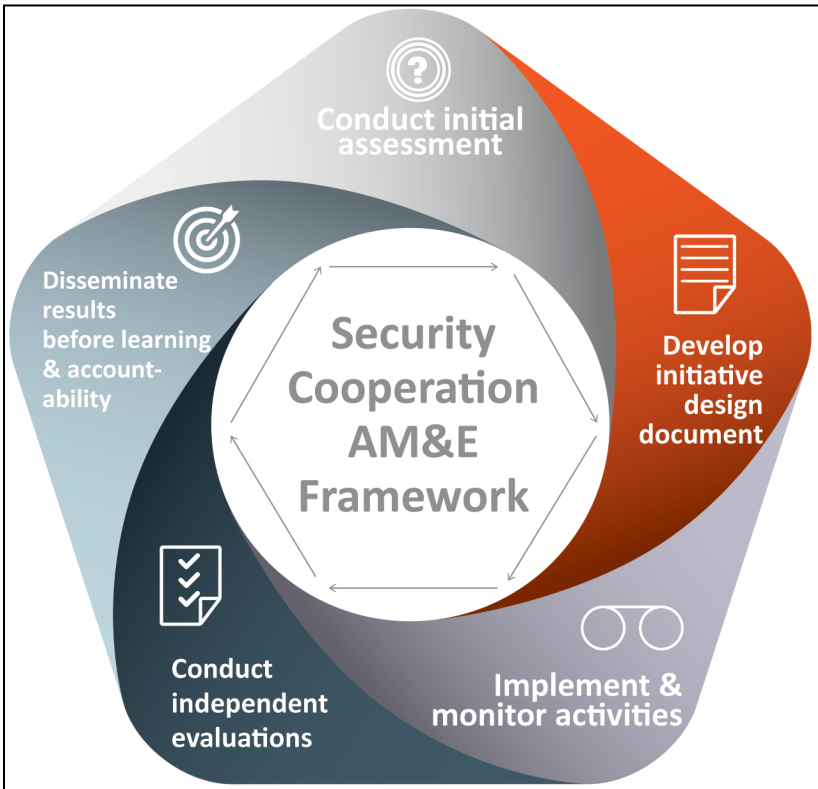 ?
Conduct initial
assessment
Develop
initiative
design
document
Implement &
monitor activities
Conduct
independent
evaluations
Disseminate
results
before learning
& account-
ability
Security
Cooperation
AM&E
Framework